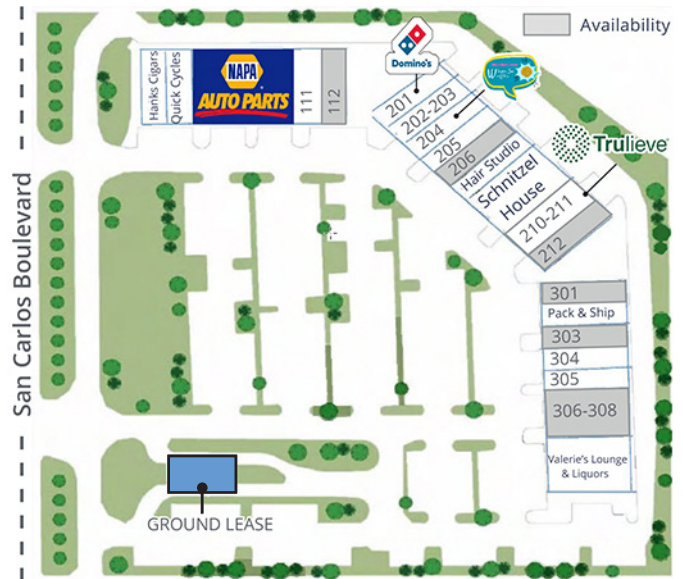 Availability
Domino's
Hanks Cigars
Quick Cycles
NAPA
AUTO PARTS
111
112
201
202-203
204
205
206
Hair Studio
Schnitzel
House
210-211
212
Trulieve
San Carlos Boulevard
301
Pack & Ship
303
304
305
306-308
Valerie's Lounge
& Liquors
GROUND LEASE